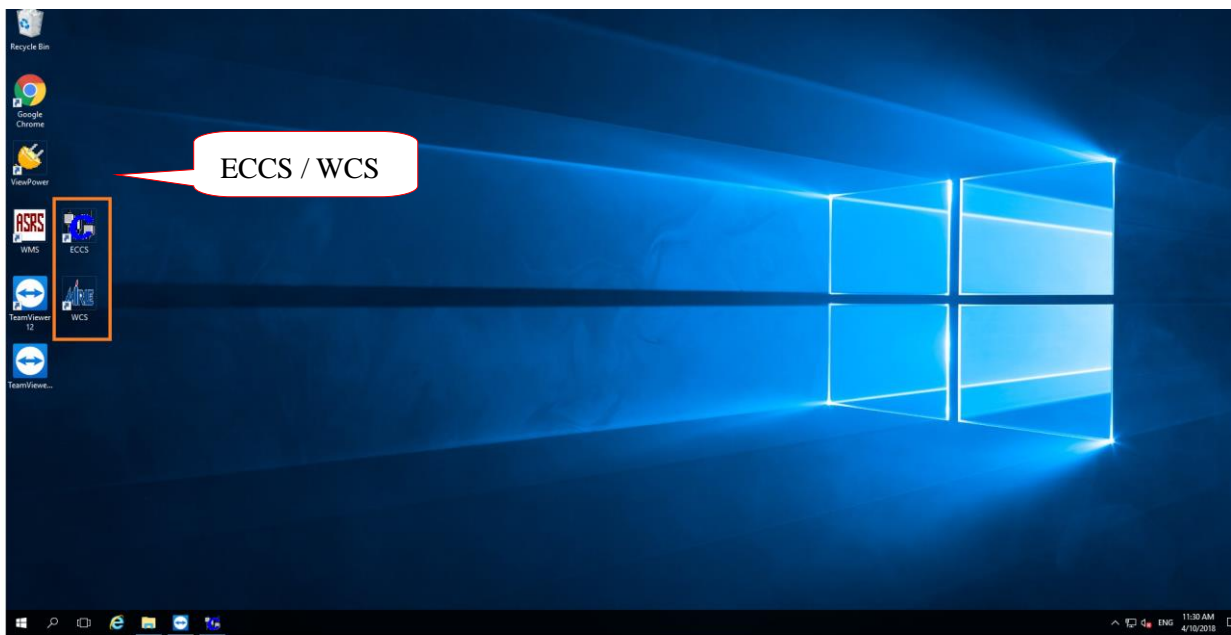 Recycle Bin
Google
Chrome
ViewPower
ECCS / WCS
ASRS
WMS
ECCS
MIRLE
WCS
TeamViewer
12
TeamViewe...
ENG
11:30 AM
4/10/2018